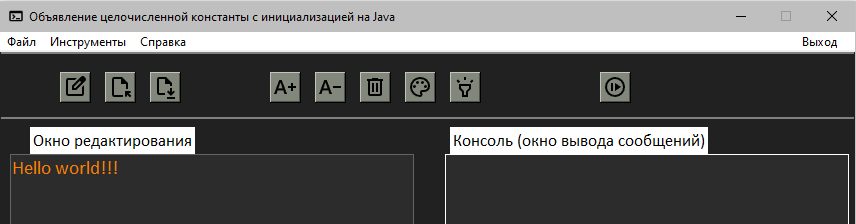 Объявление целочисленной константы с инициализацией на Java
Файл Инструменты Справка Выход
A+ A−
Окно редактирования Консоль (окно вывода сообщений)
Hello world!!!